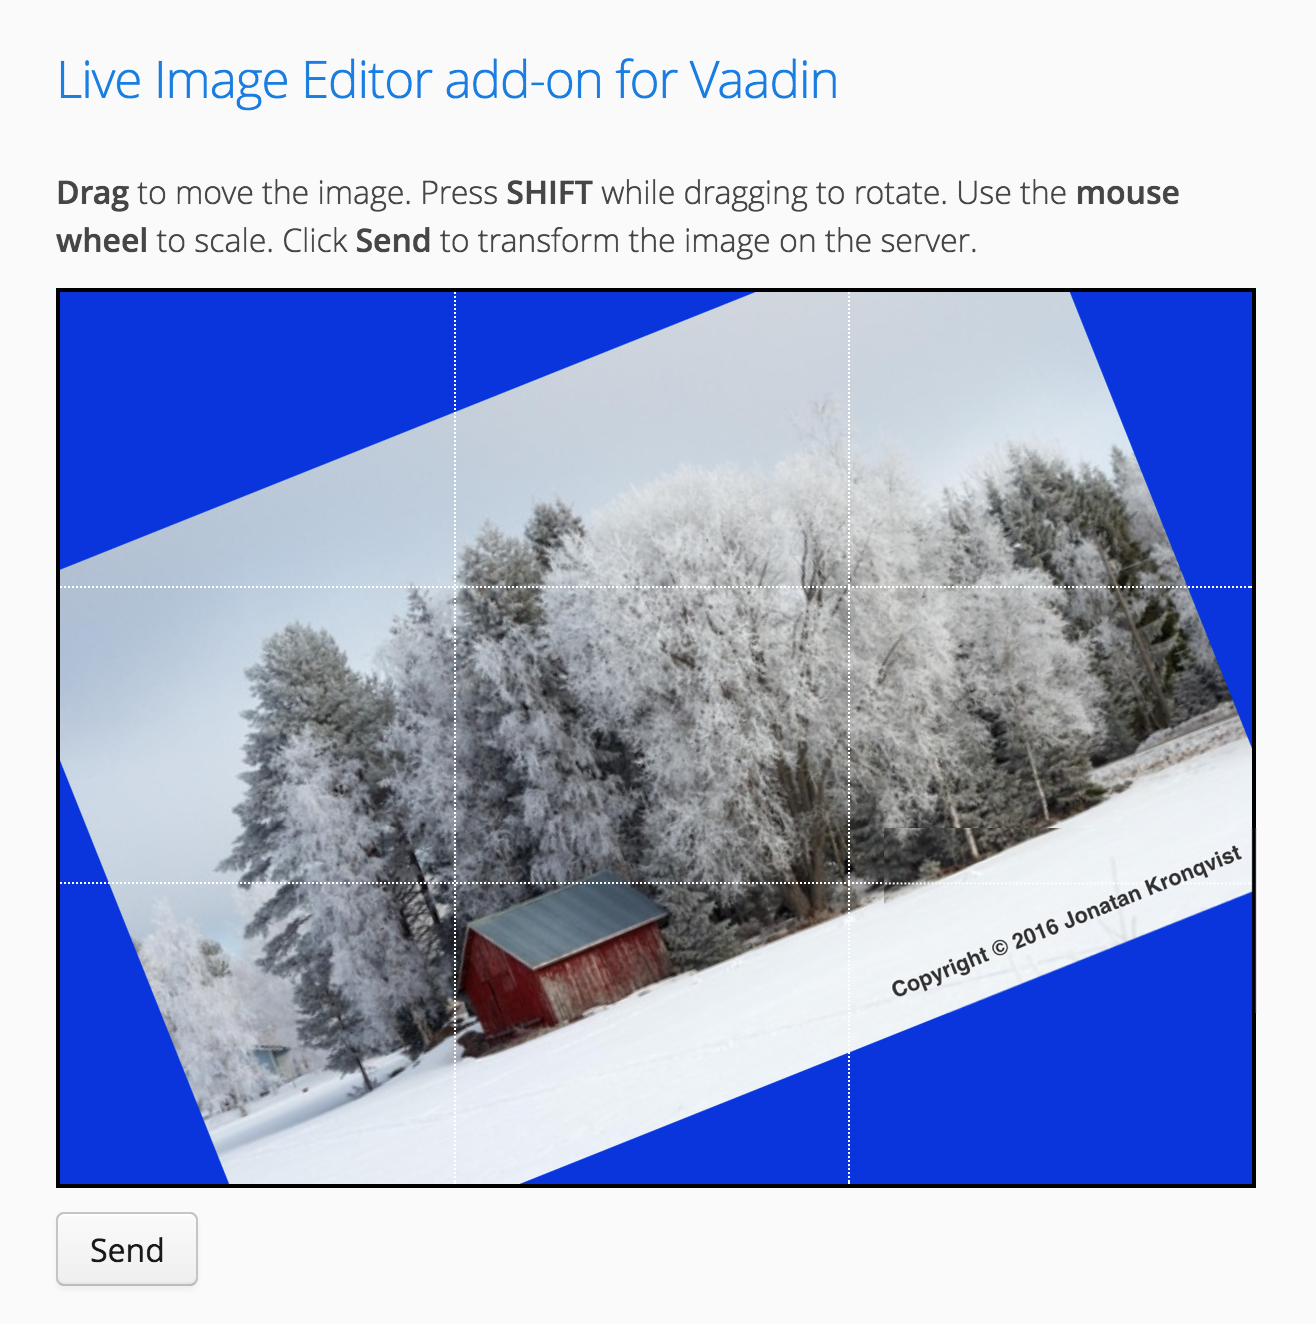 Live Image Editor add-on for Vaadin
Drag to move the image. Press SHIFT while dragging to rotate. Use the mouse
wheel to scale. Click Send to transform the image on the server.
Copyright © 2016 Jonatan Kronqvist
Send